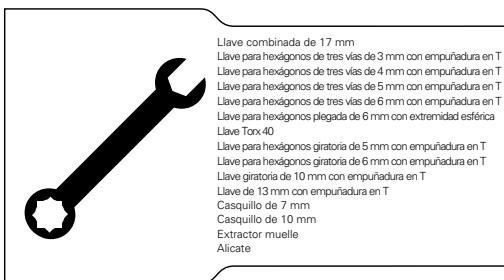 Llave combinada de 17 mm
Llave para hexágonos de tres vías de 3 mm con empuñadura en T
Llave para hexágonos de tres vías de 4 mm con empuñadura en T
Llave para hexágonos de tres vías de 5 mm con empuñadura en T
Llave para hexágonos de tres vías de 6 mm con empuñadura en T
Llave para hexágonos plegada de 6 mm con extremidad esférica
Llave Torx 40
Llave para hexágonos giratoria de 5 mm con empuñadura en T
Llave para hexágonos giratoria de 6 mm con empuñadura en T
Llave giratoria de 10 mm con empuñadura en T
Llave de 13 mm con empuñadura en T
Casquillo de 7 mm
Casquillo de 10 mm
Extractor muelle
Alicate